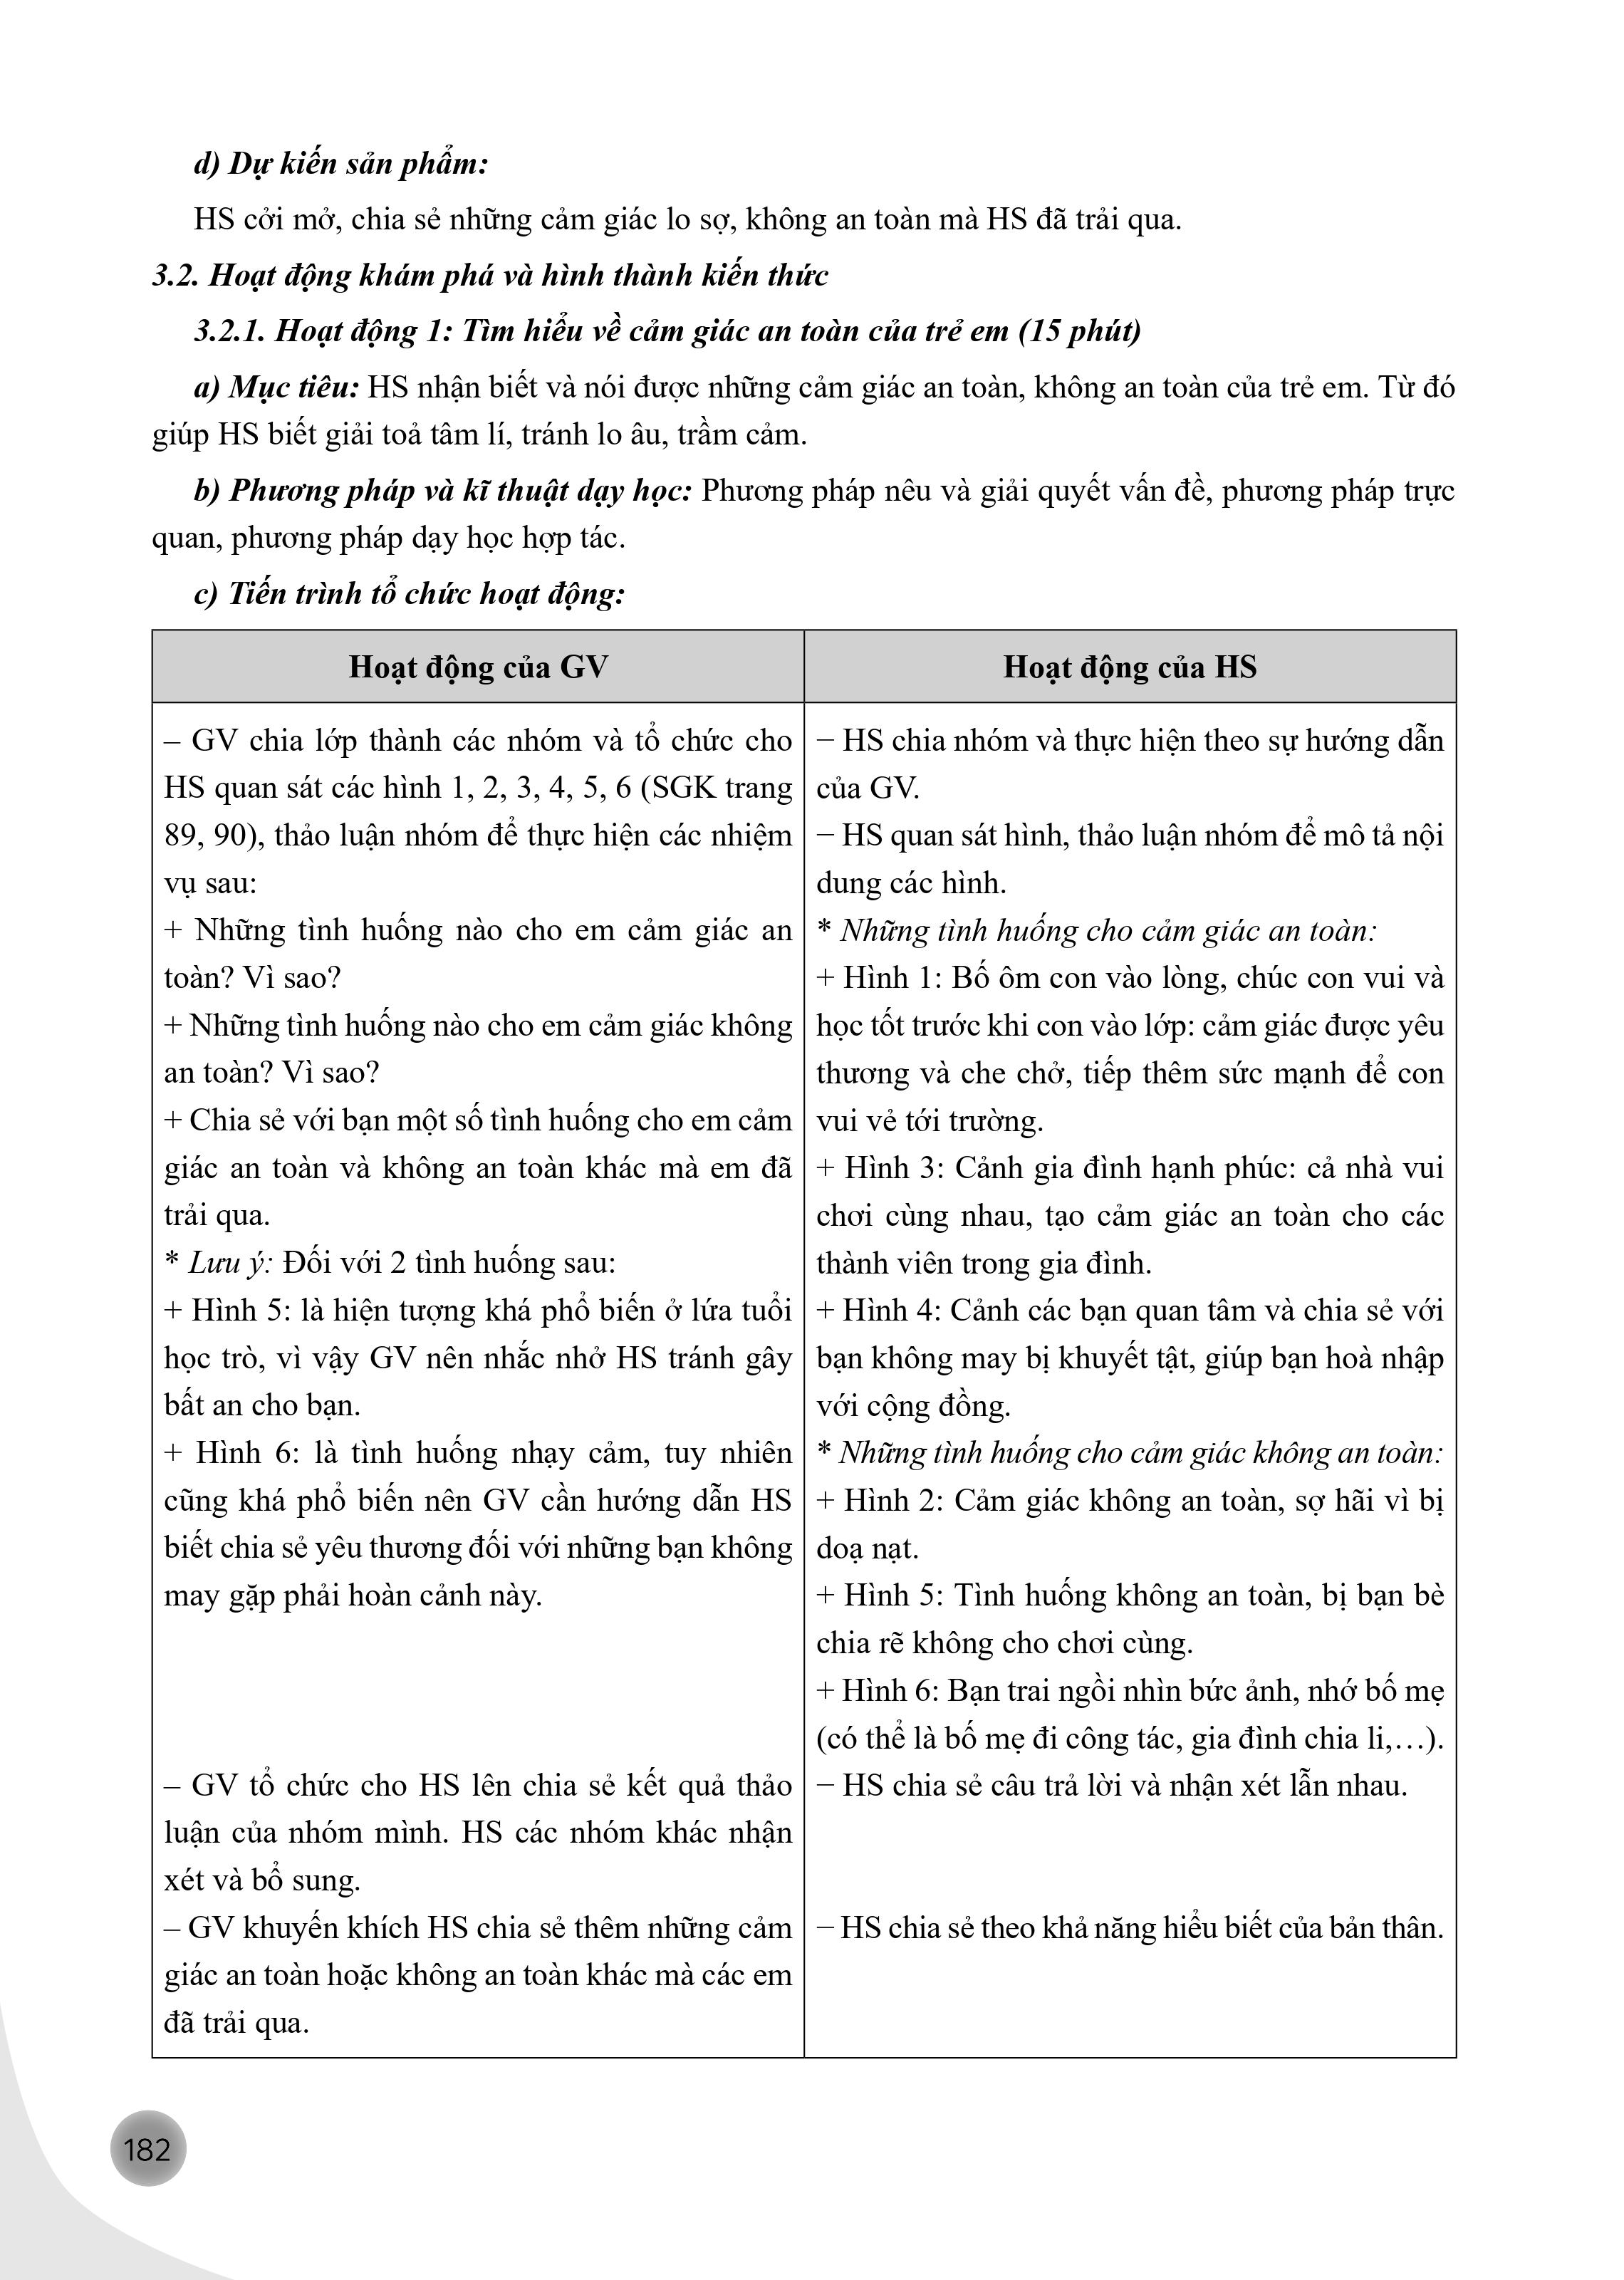 d) Dự kiến sản phẩm:
HS cởi mở, chia sẻ những cảm giác lo sợ, không an toàn mà HS đã trải qua.
3.2. Hoạt động khám phá và hình thành kiến thức
3.2.1. Hoạt động 1: Tìm hiểu về cảm giác an toàn của trẻ em (15 phút)
a) Mục tiêu: HS nhận biết và nói được những cảm giác an toàn, không an toàn của trẻ em. Từ đó
giúp HS biết giải toả tâm lí, tránh lo âu, trầm cảm.
b) Phương pháp và kĩ thuật dạy học: Phương pháp nêu và giải quyết vấn đề, phương pháp trực
quan, phương pháp dạy học hợp tác.
c) Tiến trình tổ chức hoạt động:
Hoạt động của GV
– GV chia lớp thành các nhóm và tổ chức cho
HS quan sát các hình 1, 2, 3, 4, 5, 6 (SGK trang
89, 90), thảo luận nhóm để thực hiện các nhiệm
vụ sau:
+ Những tình huống nào cho em cảm giác an
toàn? Vì sao?
+ Những tình huống nào cho em cảm giác không
an toàn? Vì sao?
+ Chia sẻ với bạn một số tình huống cho em cảm
giác an toàn và không an toàn khác mà em đã
trải qua.
* Lưu ý: Đối với 2 tình huống sau:
+ Hình 5: là hiện tượng khá phổ biến ở lứa tuổi
học trò, vì vậy GV nên nhắc nhở HS tránh gây
bất an cho bạn.
+ Hình 6: là tình huống nhạy cảm, tuy nhiên
cũng khá phổ biến nên GV cần hướng dẫn HS
biết chia sẻ yêu thương đối với những bạn không
may gặp phải hoàn cảnh này.
– GV tổ chức cho HS lên chia sẻ kết quả thảo
luận của nhóm mình. HS các nhóm khác nhận
xét và bổ sung.
– GV khuyến khích HS chia sẻ thêm những cảm
giác an toàn hoặc không an toàn khác mà các em
đã trải qua.
Hoạt động của HS
– HS chia nhóm và thực hiện theo sự hướng dẫn
của GV.
– HS quan sát hình, thảo luận nhóm để mô tả nội
dung các hình.
* Những tình huống cho cảm giác an toàn:
+ Hình 1: Bố ôm con vào lòng, chúc con vui và
học tốt trước khi con vào lớp: cảm giác được yêu
thương và che chở, tiếp thêm sức mạnh để con
vui vẻ tới trường.
+ Hình 3: Cảnh gia đình hạnh phúc: cả nhà vui
chơi cùng nhau, tạo cảm giác an toàn cho các
thành viên trong gia đình.
+ Hình 4: Cảnh các bạn quan tâm và chia sẻ với
bạn không may bị khuyết tật, giúp bạn hoà nhập
với cộng đồng.
* Những tình huống cho cảm giác không an toàn:
+ Hình 2: Cảm giác không an toàn, sợ hãi vì bị
doạ nạt.
+ Hình 5: Tình huống không an toàn, bị bạn bè
chia rẽ không cho chơi cùng.
+ Hình 6: Bạn trai ngồi nhìn bức ảnh, nhớ bố mẹ
(có thể là bố mẹ đi công tác, gia đình chia li,…).
– HS chia sẻ câu trả lời và nhận xét lẫn nhau.
– HS chia sẻ theo khả năng hiểu biết của bản thân.
182